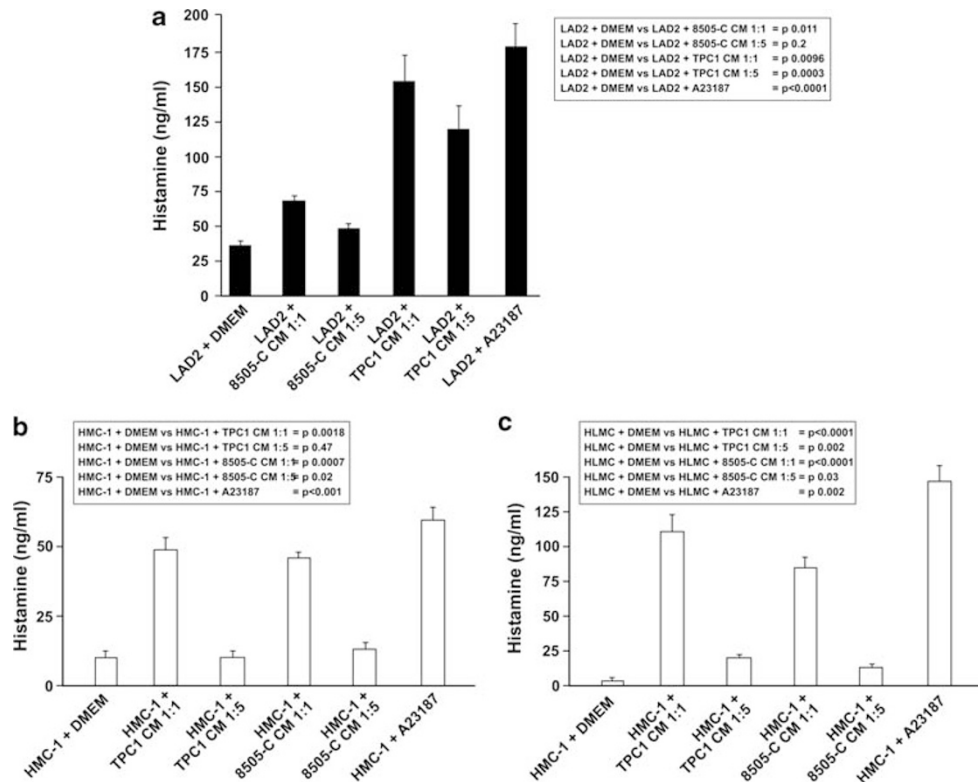 a
200
175
150
125
100
75
50
25
0
Histamine (ng/ml)
LAD2 + DMEM
LAD2 +
8505-C CM 1:1
LAD2 +
8505-C CM 1:5
LAD2 +
TPC1 CM 1:1
LAD2 +
TPC1 CM 1:5
LAD2 + A23187
LAD2 + DMEM vs LAD2 + 8505-C CM 1:1 = p 0.011
LAD2 + DMEM vs LAD2 + 8505-C CM 1:5 = p 0.2
LAD2 + DMEM vs LAD2 + TPC1 CM 1:1 = p 0.0096
LAD2 + DMEM vs LAD2 + TPC1 CM 1:5 = p 0.0003
LAD2 + DMEM vs LAD2 + A23187 = p<0.0001
b
HMC-1 + DMEM vs HMC-1 + TPC1 CM 1:1 = p 0.0018
HMC-1 + DMEM vs HMC-1 + TPC1 CM 1:5 = p 0.47
HMC-1 + DMEM vs HMC-1 + 8505-C CM 1:1= p 0.0007
HMC-1 + DMEM vs HMC-1 + 8505-C CM 1:5= p 0.02
HMC-1 + DMEM vs HMC-1 + A23187 = p<0.001
75
50
25
0
Histamine (ng/ml)
HMC-1 + DMEM
HMC-1 +
TPC1 CM 1:1
HMC-1 +
TPC1 CM 1:5
HMC-1 +
8505-C CM 1:1
HMC-1 +
8505-C CM 1:5
HMC-1 + A23187
c
HLMC + DMEM vs HLMC + TPC1 CM 1:1 = p<0.0001
HLMC + DMEM vs HLMC + TPC1 CM 1:5 = p 0.002
HLMC + DMEM vs HLMC + 8505-C CM 1:1 = p<0.0001
HLMC + DMEM vs HLMC + 8505-C CM 1:5 = p 0.03
HLMC + DMEM vs HLMC + A23187 = p 0.002
150
125
100
75
50
25
0
Histamine (ng/ml)
HMC-1 + DMEM
HMC-1 +
TPC1 CM 1:1
HMC-1 +
TPC1 CM 1:5
HMC-1 +
8505-C CM 1:1
HMC-1 +
8505-C CM 1:5
HMC-1 + A23187